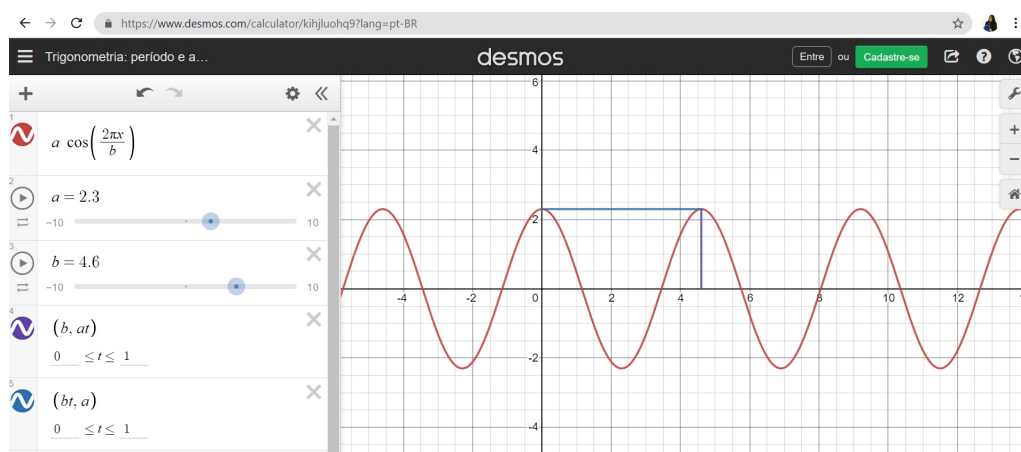 https://www.desmos.com/calculator/kihjluohq9?lang=pt-BR
Trigonometria: período e a…
desmos
Entre ou Cadastre-se
1
a cos(2πx/b)
2
a = 2.3
-10 10
3
b = 4.6
-10 10
4
(b, at)
0 ≤ t ≤ 1
5
(bt, a)
0 ≤ t ≤ 1
6
4
2
-4 -2 0 2 4 6 8 10 12
-2
-4